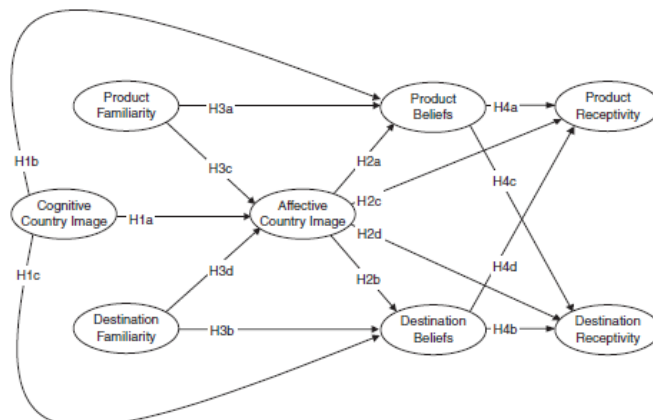 Product
Familiarity
H3a
Product
Beliefs
H4a
Product
Receptivity
H1b
H3c
H2a
H2c
H4c
Cognitive
Country Image
H1a
Affective
Country Image
H2d
H1c
H3d
H2b
H4d
Destination
Familiarity
H3b
Destination
Beliefs
H4b
Destination
Receptivity